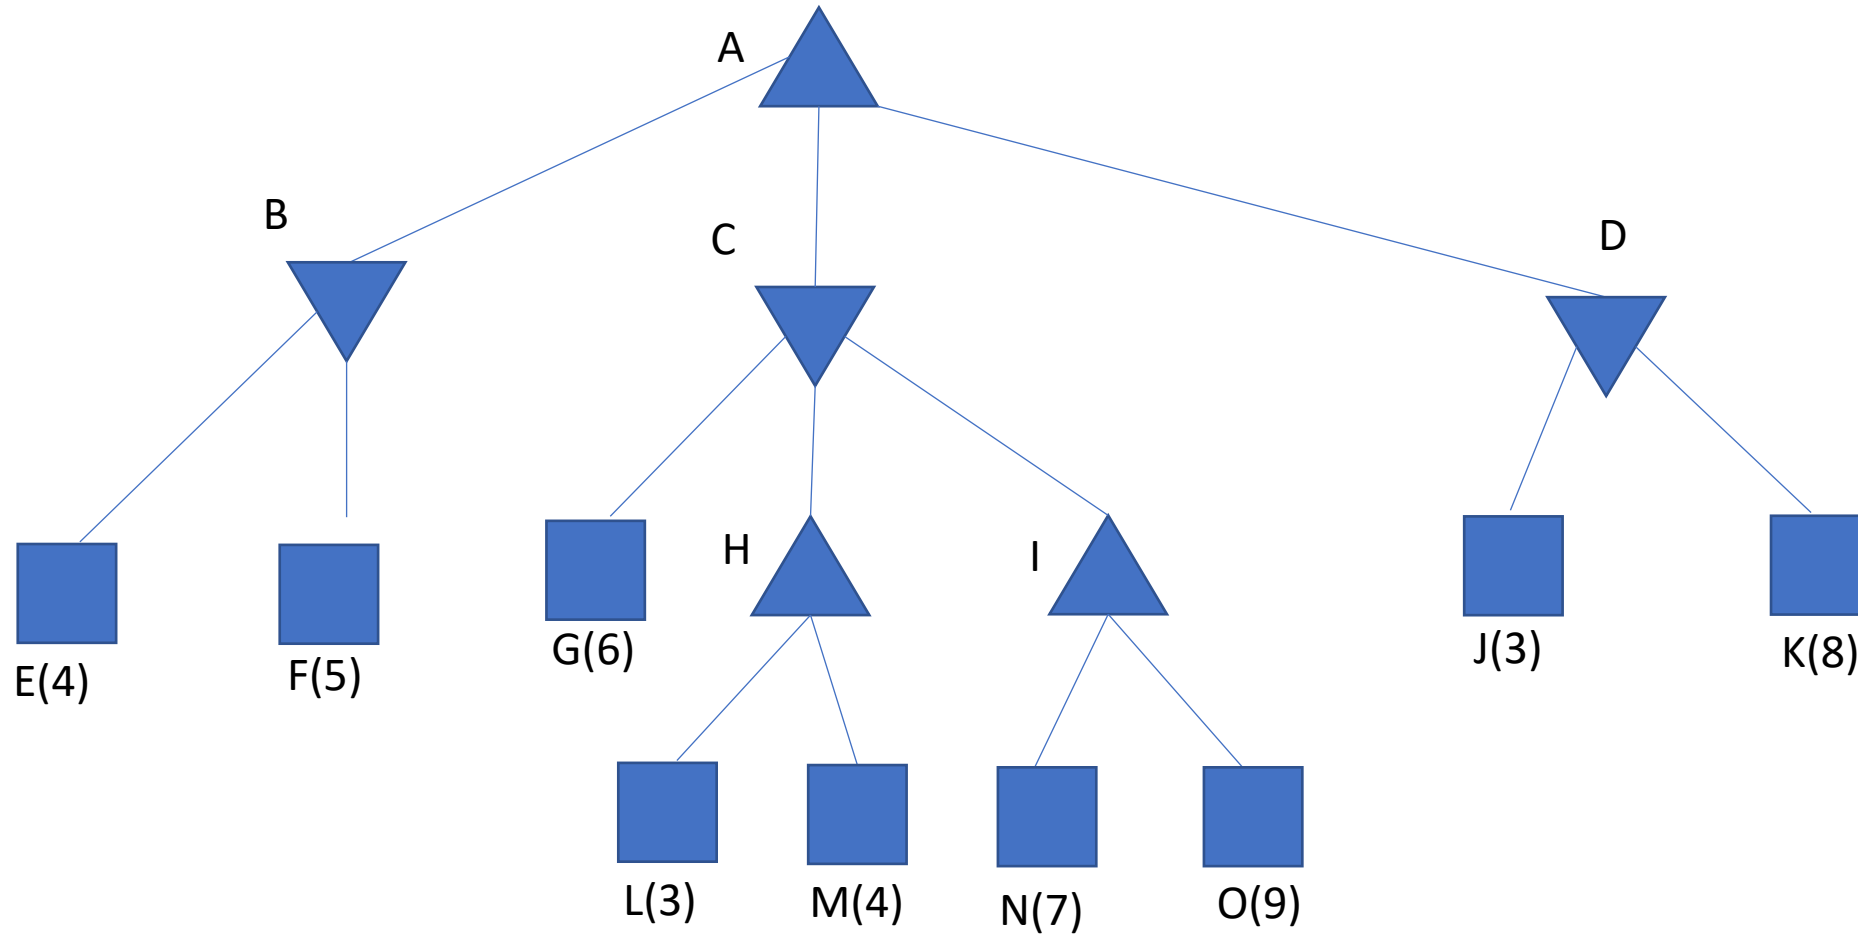 A
B
C
D
H
I
E(4)
F(5)
G(6)
J(3)
K(8)
L(3)
M(4)
N(7)
O(9)